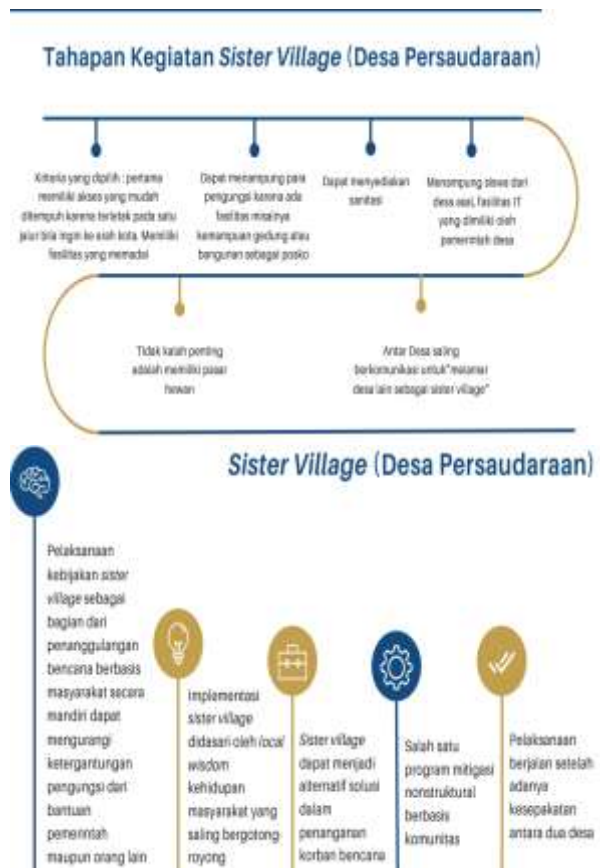 Tahapan Kegiatan Sister Village (Desa Persaudaraan)
Kriteria yang dipilih : pertama
memiliki akses yang mudah
ditempuh karena terletak pada satu
jalur bila ingin ke arah kota. Memiliki
fasilitas yang memadai
Dapat menampung para
pengungsi karena ada
fasilitas misalnya
kemampuan gedung atau
bangunan sebagai posko
Dapat menyediakan
sanitasi
Menampung siswa dari
desa asal, fasilitas IT
yang dimiliki oleh
pemerintah desa
Tidak kalah penting
adalah memiliki pasar
hewan
Antar Desa saling
berkomunikasi untuk"melamar
desa lain sebagai sister village"
Sister Village (Desa Persaudaraan)
Pelaksanaan
kebijakan sister
village sebagai
bagian dari
penanggulangan
bencana berbasis
masyarakat secara
mandiri dapat
mengurangi
ketergantungan
pengungsi dari
bantuan
pemerintah
maupun orang lain
Implementasi
sister village
didasari oleh local
wisdom
kehidupan
masyarakat yang
saling bergotong-
royong
Sister village
dapat menjadi
alternatif solusi
dalam
penanganan
korban bencana
Salah satu
program mitigasi
nonstruktural
berbasis
komunitas
Pelaksanaan
berjalan setelah
adanya
kesepakatan
antara dua desa